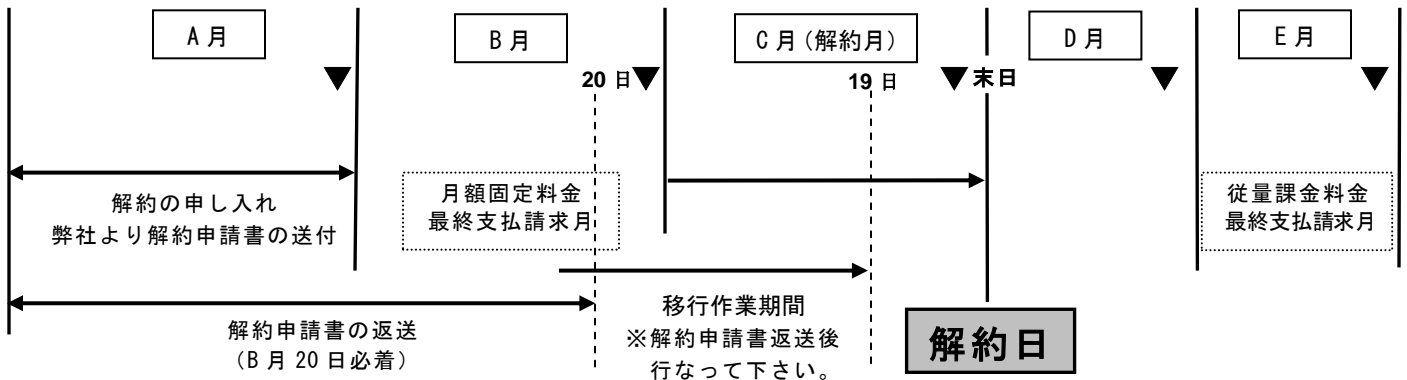 A月
B月
C月(解約月)
D月
E月
20日
19日
末日
解約の申し入れ
弊社より解約申請書の送付
月額固定料金
最終支払請求月
従量課金料金
最終支払請求月
解約申請書の返送
(B月20日必着)
移行作業期間
※解約申請書返送後
行なって下さい。
解約日